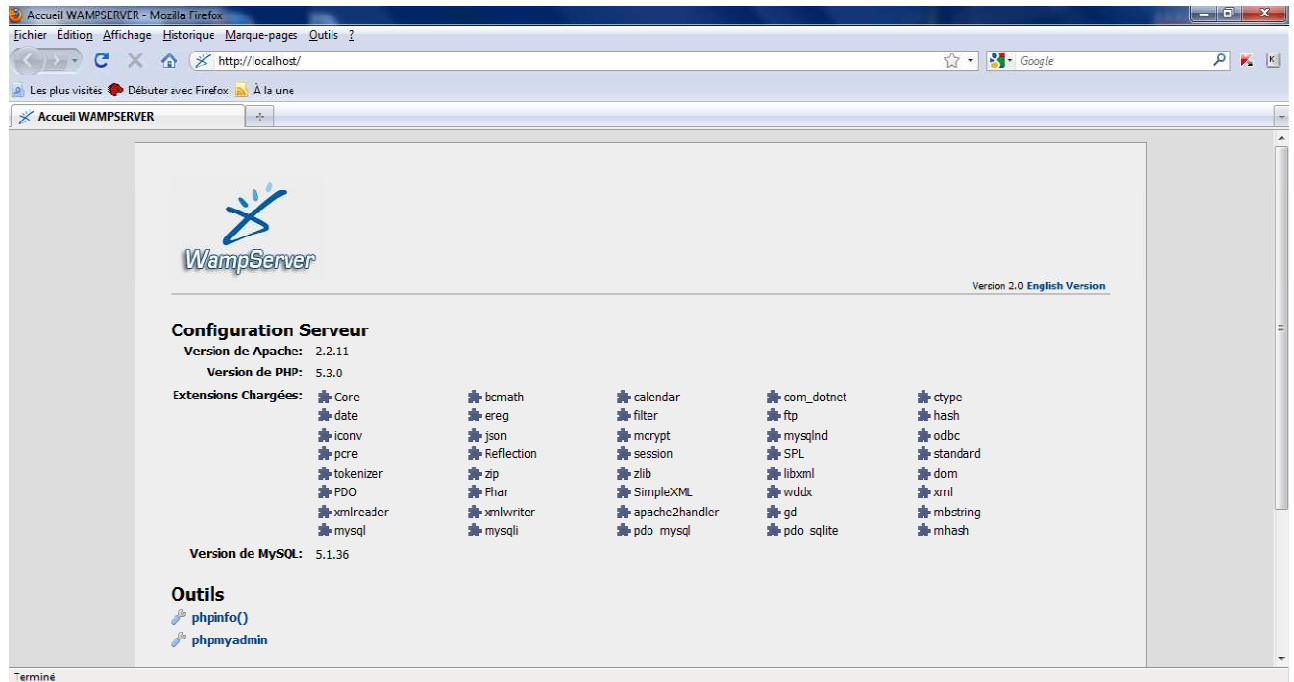 Accueil WAMPSERVER - Mozilla Firefox
Fichier Édition Affichage Historique Marque-pages Outils ?
http://localhost/
Google
K
Les plus visités Débuter avec Firefox À la une
Accueil WAMPSERVER
WampServer
Version 2.0 English Version
Configuration Serveur
Version de Apache: 2.2.11
Version de PHP: 5.3.0
Extensions Chargées: Core bcmath calendar com_dotnet ctype
date ereg filter ftp hash
iconv json mcrypt mysqlnd odbc
pcre Reflection session SPL standard
tokenizer zip zlib libxml dom
PDO Phar SimpleXML wddx xml
xmlreader xmlwriter apache2handler gd mbstring
mysql mysqli pdo_mysql pdo_sqlite mhash
Version de MySQL: 5.1.36
Outils
phpinfo()
phpmyadmin
Terminé